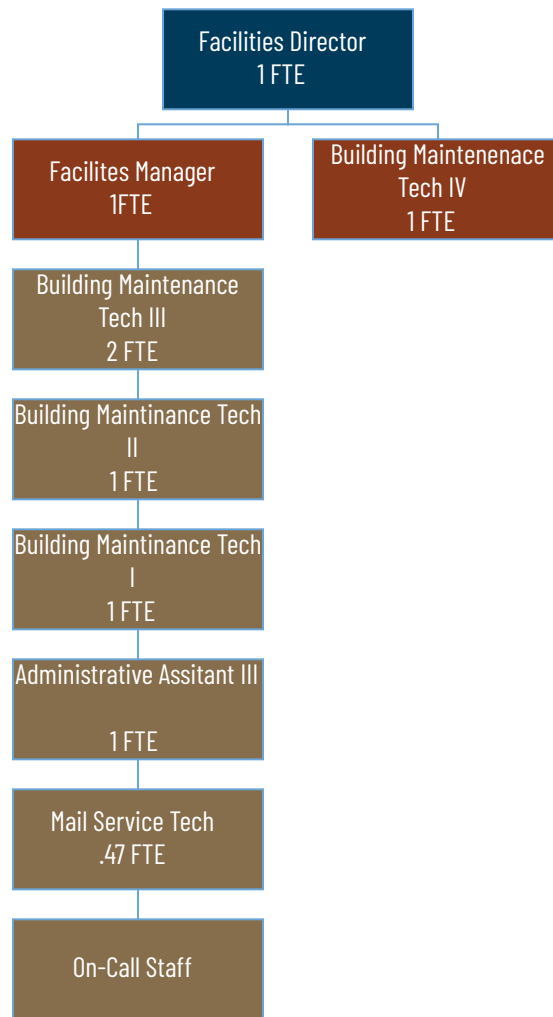 Facilities Director
1 FTE
Facilites Manager
1FTE
Building Maintenenace
Tech IV
1 FTE
Building Maintenance
Tech III
2 FTE
Building Maintinance Tech
II
1 FTE
Building Maintinance Tech
I
1 FTE
Administrative Assitant III
1 FTE
Mail Service Tech
.47 FTE
On-Call Staff